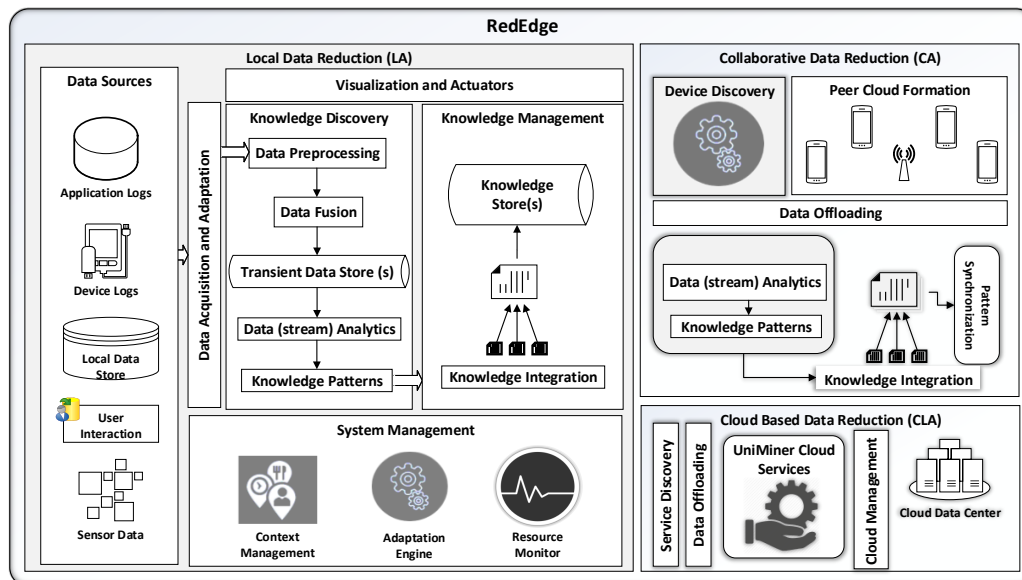 RedEdge
Local Data Reduction (LA)
Data Sources
Application Logs
Device Logs
Local Data
Store
User
Interaction
Sensor Data
Data Acquisition and Adaptation
Visualization and Actuators
Knowledge Discovery
Data Preprocessing
Data Fusion
Transient Data Store (s)
Data (stream) Analytics
Knowledge Patterns
Knowledge Management
Knowledge
Store(s)
Knowledge Integration
System Management
Context
Management
Adaptation
Engine
Resource
Monitor
Collaborative Data Reduction (CA)
Device Discovery
Peer Cloud Formation
Data Offloading
Data (stream) Analytics
Knowledge Patterns
Pattern
Synchronization
Knowledge Integration
Cloud Based Data Reduction (CLA)
Service Discovery
Data Offloading
UniMiner Cloud
Services
Cloud Management
Cloud Data Center